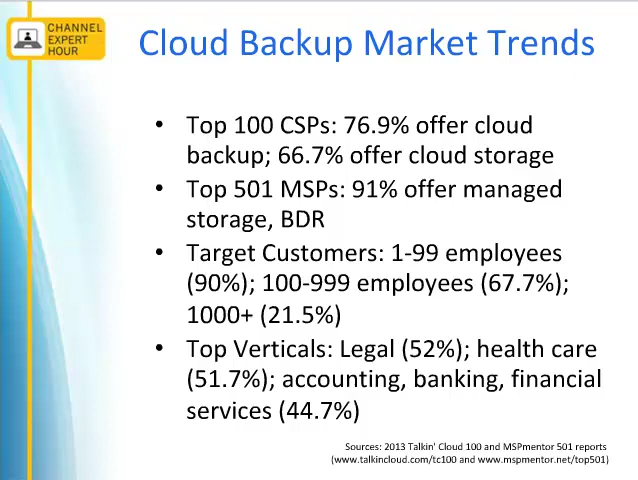 CHANNEL
EXPERT
HOUR
Cloud Backup Market Trends
• Top 100 CSPs: 76.9% offer cloud
backup; 66.7% offer cloud storage
• Top 501 MSPs: 91% offer managed
storage, BDR
• Target Customers: 1-99 employees
(90%); 100-999 employees (67.7%);
1000+ (21.5%)
• Top Verticals: Legal (52%); health care
(51.7%); accounting, banking, financial
services (44.7%)
Sources: 2013 Talkin' Cloud 100 and MSPmentor 501 reports
(www.talkincloud.com/tc100 and www.mspmentor.net/top501)